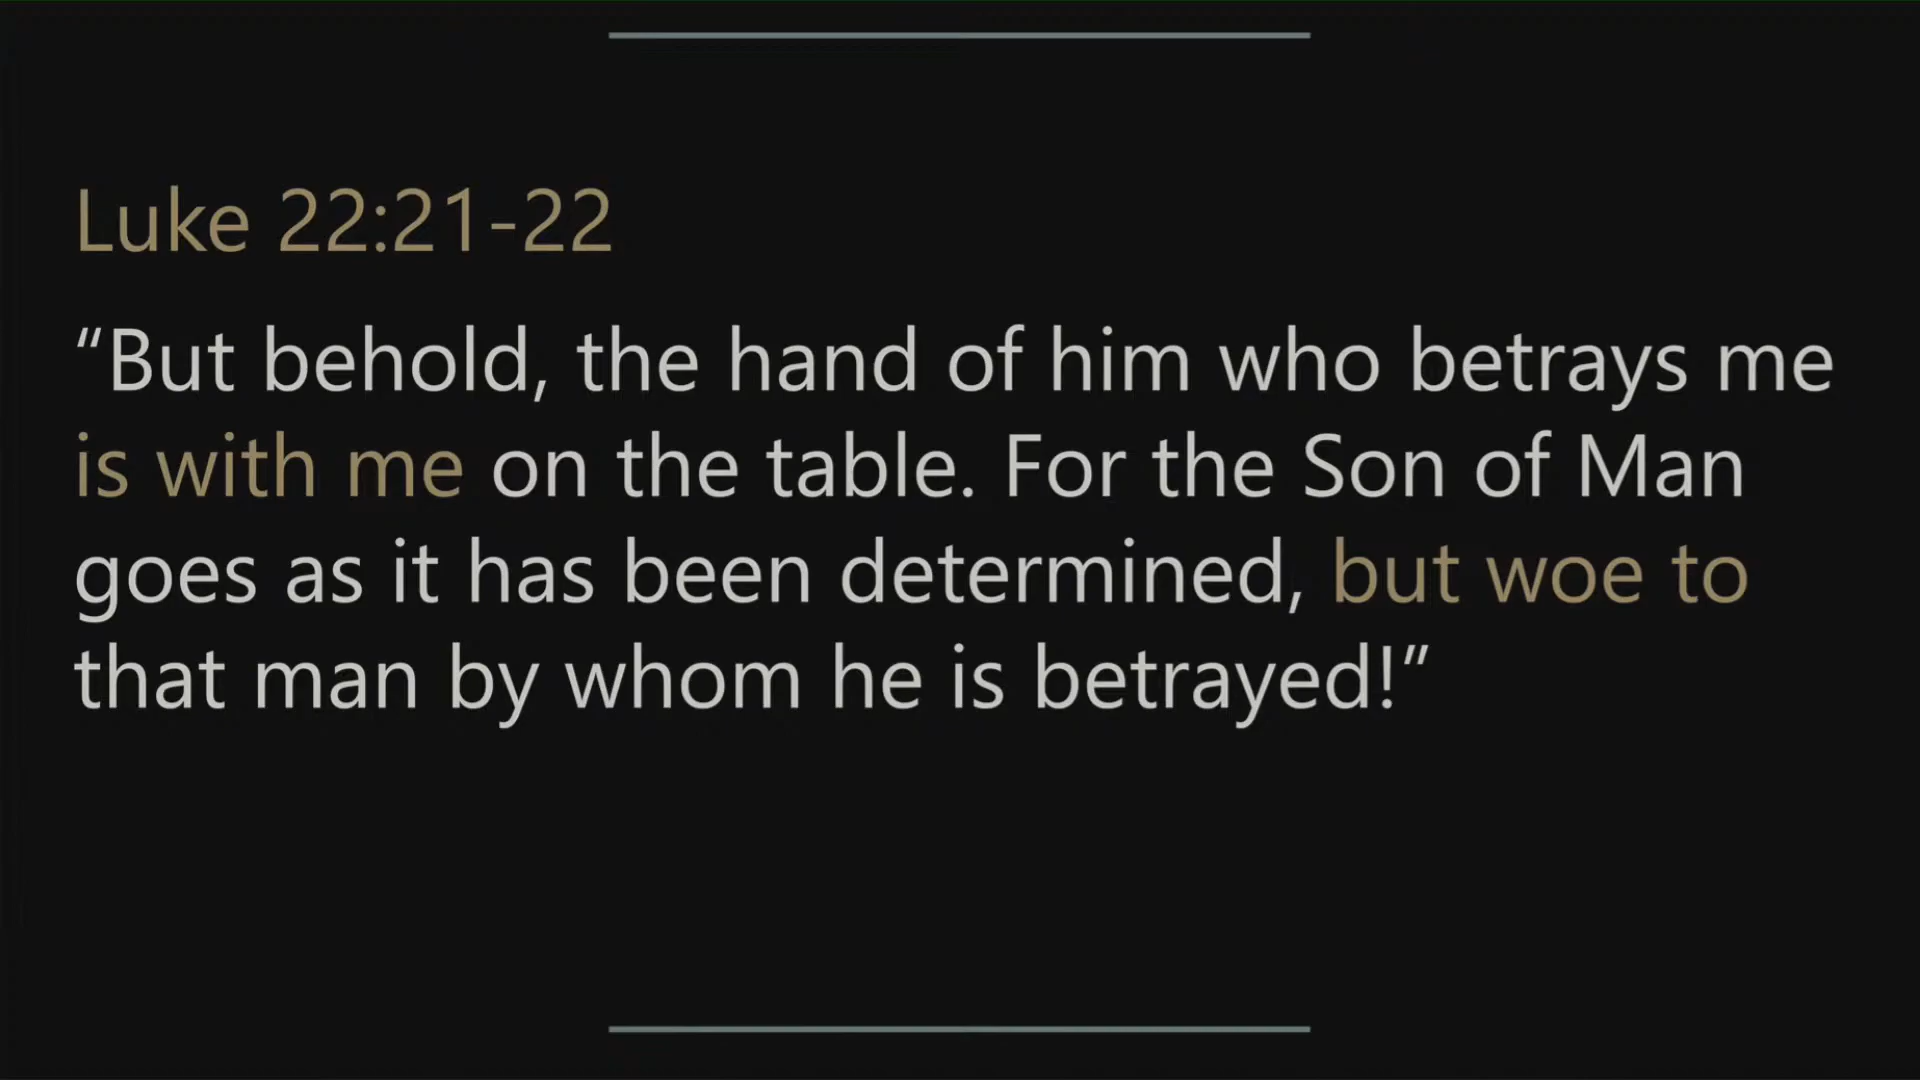 Luke 22:21-22
“But behold, the hand of him who betrays me
is with me on the table. For the Son of Man
goes as it has been determined, but woe to
that man by whom he is betrayed!”